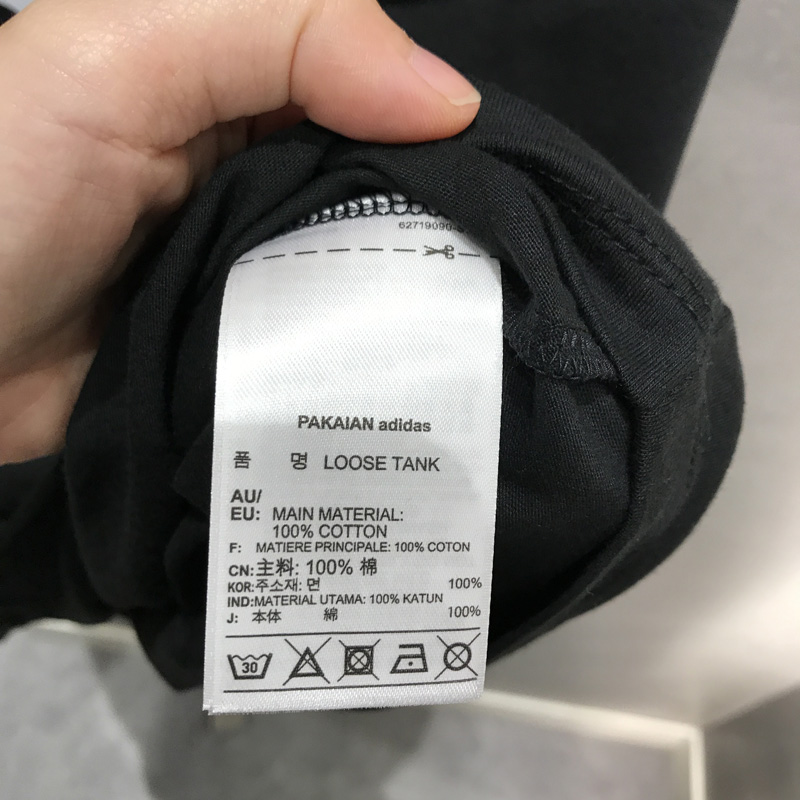 62719090-
PAKAIAN adidas
품 명 LOOSE TANK
AU/
EU: MAIN MATERIAL:
100% COTTON
F: MATIERE PRINCIPALE: 100% COTON
CN:主料: 100% 棉
KOR:주소재: 면 100%
IND:MATERIAL UTAMA: 100% KATUN
J: 本体 綿 100%
30